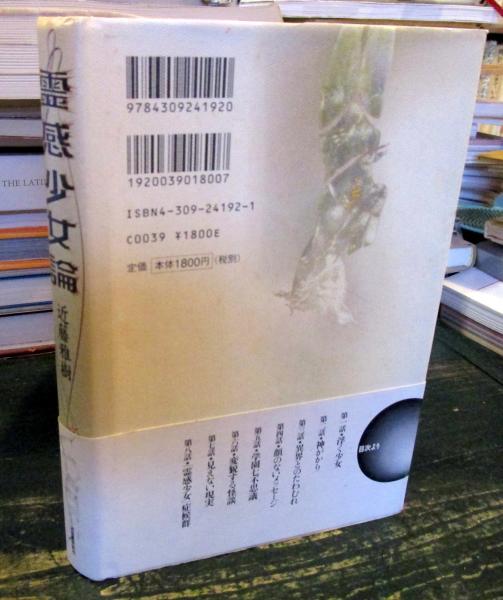 霊感少女論
近藤雅樹
9784309241920
1920039018007
ISBN4-309-24192-1
C0039 ¥1800E
定価 本体1800円(税別)
目次より
第一話・浮く少女
第二話・神がかり
第三話・異界とのたわむれ
第四話・顔のないメッセージ
第五話・学園七不思議
第六話・変貌する怪談
第七話・見えない現実
第八話・霊感少女、症候群
THE LATE